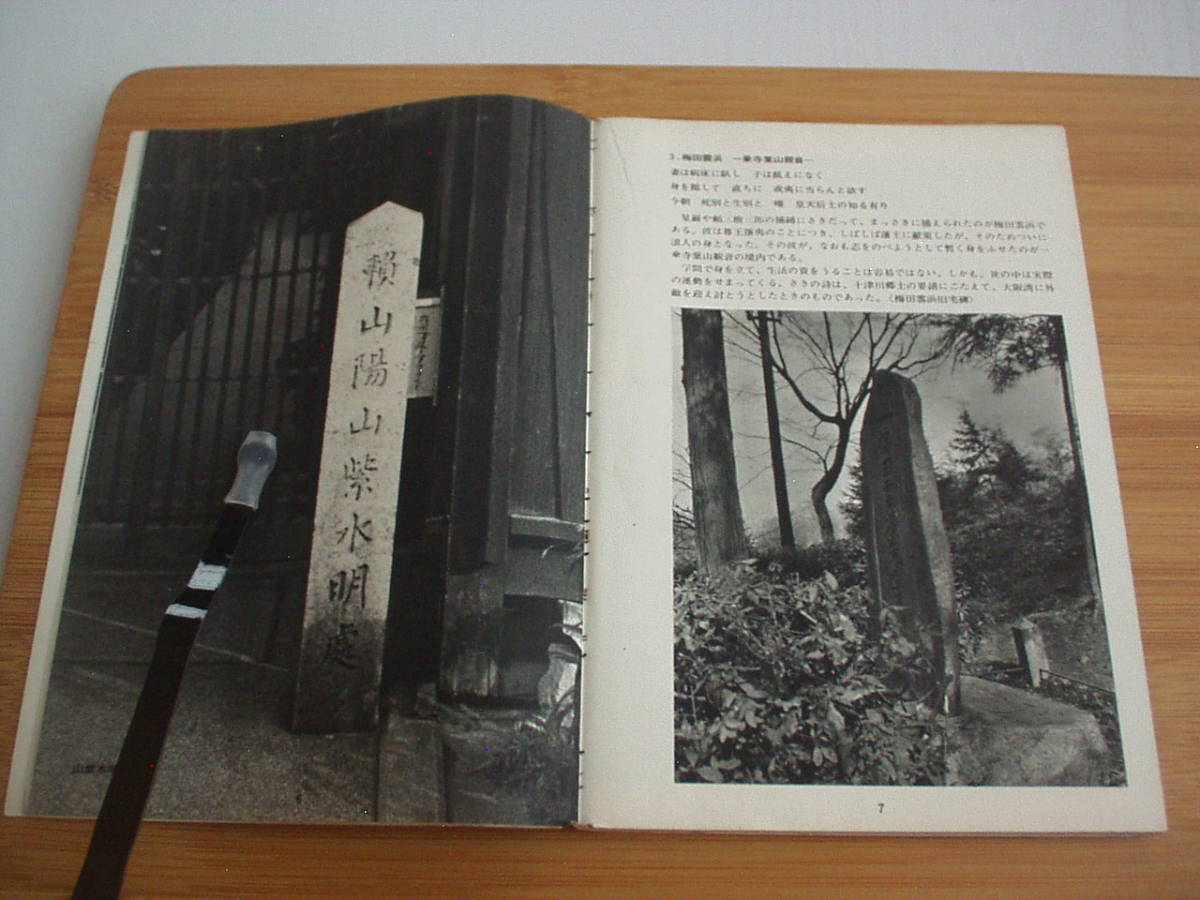 賴山陽山紫水明處
山紫水明
3.梅田雲浜 ー乗寺葉山観音ー
妻は病床に臥し 子は飢えになく
身を挺して 直ちに 戎夷に当らんと欲す
今朝 死別と生別と 唯 皇天后土の知る有り
星巌や頼三樹三郎の捕縛にさきだって、まっさきに捕えられたのが梅田雲浜で
ある。彼は尊王攘夷のことにつき、しばしば藩主に献策したが、そのためついに
浪人の身となった。その彼が、なおも志をのべようとして暫く身をふせたのが一
乗寺葉山観音の境内である。
学問で身を立て、生活の資をうることは容易ではない。しかも、世の中は実際
の運動をせまってくる。さきの詩は、十津川郷士の要請にこたえて、大阪湾に外
敵を迎え討とうとしたときのものであった。(梅田雲浜旧宅碑)
7